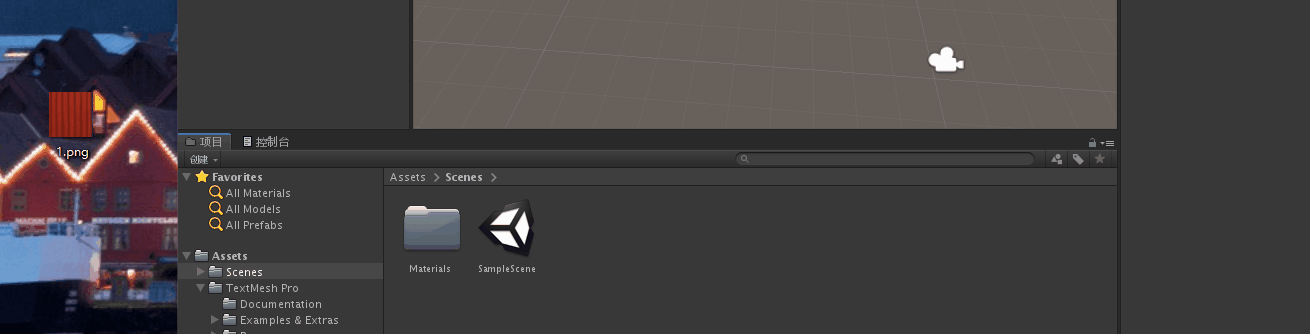 1.png
项目
控制台
创建
Favorites
All Materials
All Models
All Prefabs
Assets
Scenes
TextMesh Pro
Documentation
Examples & Extras
Assets > Scenes >
Materials
SampleScene